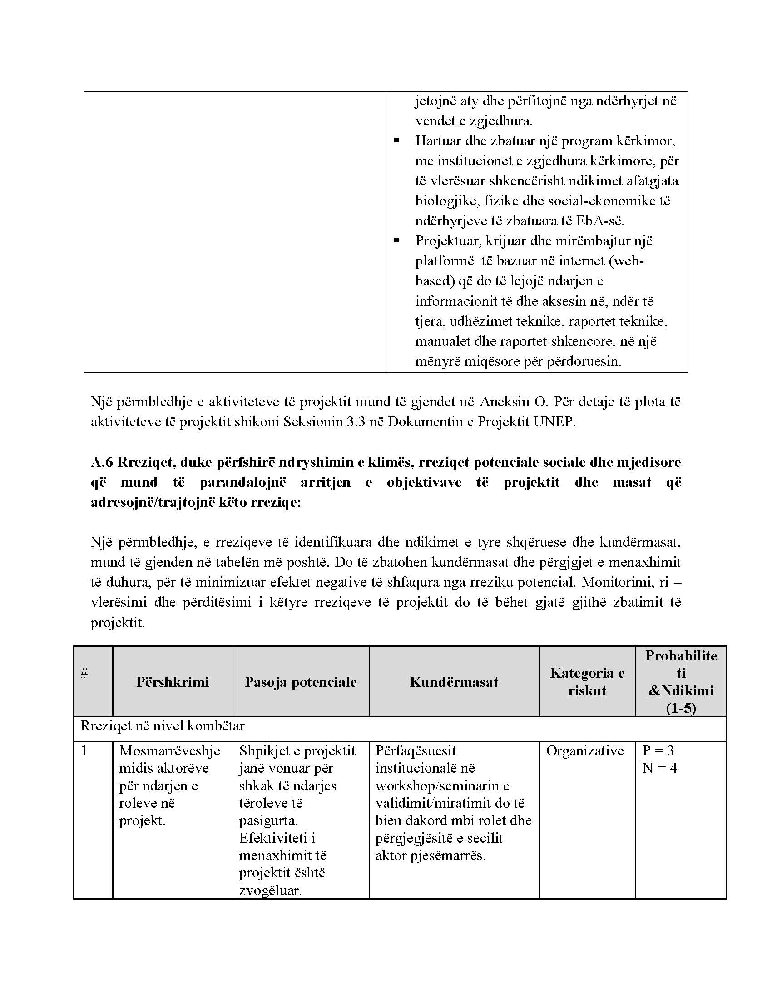 jetojnë aty dhe përfitojnë nga ndërhyrjet në
vendet e zgjedhura.
▪ Hartuar dhe zbatuar një program kërkimor,
me institucionet e zgjedhura kërkimore, për
të vlerësuar shkencërisht ndikimet afatgjata
biologjike, fizike dhe social-ekonomike të
ndërhyrjeve të zbatuara të EbA-së.
▪ Projektuar, krijuar dhe mirëmbajtur një
platformë të bazuar në internet (web-
based) që do të lejojë ndarjen e
informacionit të dhe aksesin në, ndër të
tjera, udhëzimet teknike, raportet teknike,
manualet dhe raportet shkencore, në një
mënyrë miqësore për përdoruesin.
Një përmbledhje e aktiviteteve të projektit mund të gjendet në Aneksin O. Për detaje të plota të
aktiviteteve të projektit shikoni Seksionin 3.3 në Dokumentin e Projektit UNEP.
A.6 Rreziqet, duke përfshirë ndryshimin e klimës, rreziqet potenciale sociale dhe mjedisore
që mund të parandalojnë arritjen e objektivave të projektit dhe masat që
adresojnë/trajtojnë këto rreziqe:
Një përmbledhje, e rreziqeve të identifikuara dhe ndikimet e tyre shqëruese dhe kundërmasat,
mund të gjenden në tabelën më poshtë. Do të zbatohen kundërmasat dhe përgjgjet e menaxhimit
të duhura, për të minimizuar efektet negative të shfaqura nga rreziku potencial. Monitorimi, ri –
vlerësimi dhe përditësimi i këtyre rreziqeve të projektit do të bëhet gjatë gjithë zbatimit të
projektit.
#
Përshkrimi
Pasoja potenciale
Kundërmasat
Kategoria e
riskut
Probabilite
ti
&Ndikimi
(1-5)
Rreziqet në nivel kombëtar
1
Mosmarrëveshje
midis aktorëve
për ndarjen e
roleve në
projekt.
Shpikjet e projektit
janë vonuar për
shkak të ndarjes
tëroleve të
pasigurta.
Efektiviteti i
menaxhimit të
projektit është
zvogëluar.
Përfaqësuesit
institucionalë në
workshop/seminarin e
validimit/miratimit do të
bien dakord mbi rolet dhe
përgjegjësitë e secilit
aktor pjesëmarrës.
Organizative
P = 3
N = 4